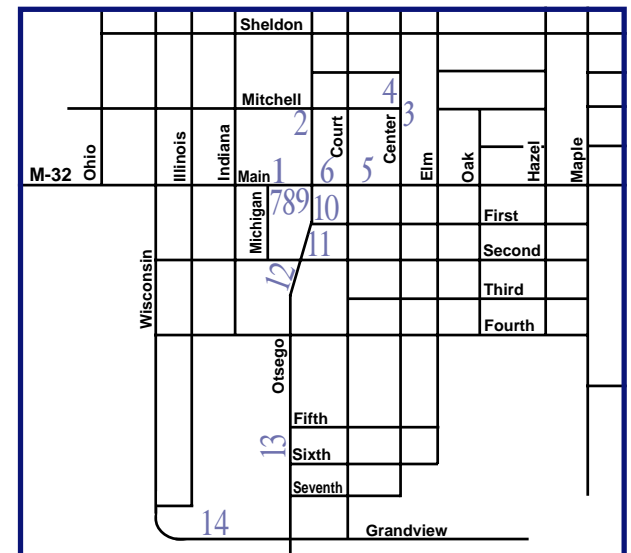 Sheldon
Mitchell
4
3
2
Ohio
Illinois
Indiana
Court
Center
Elm
Oak
Hazel
Maple
M-32
Main
1
6
5
789
10
First
Michigan
11
Second
12
Third
Wisconsin
Fourth
Otsego
Fifth
13
Sixth
Seventh
14
Grandview